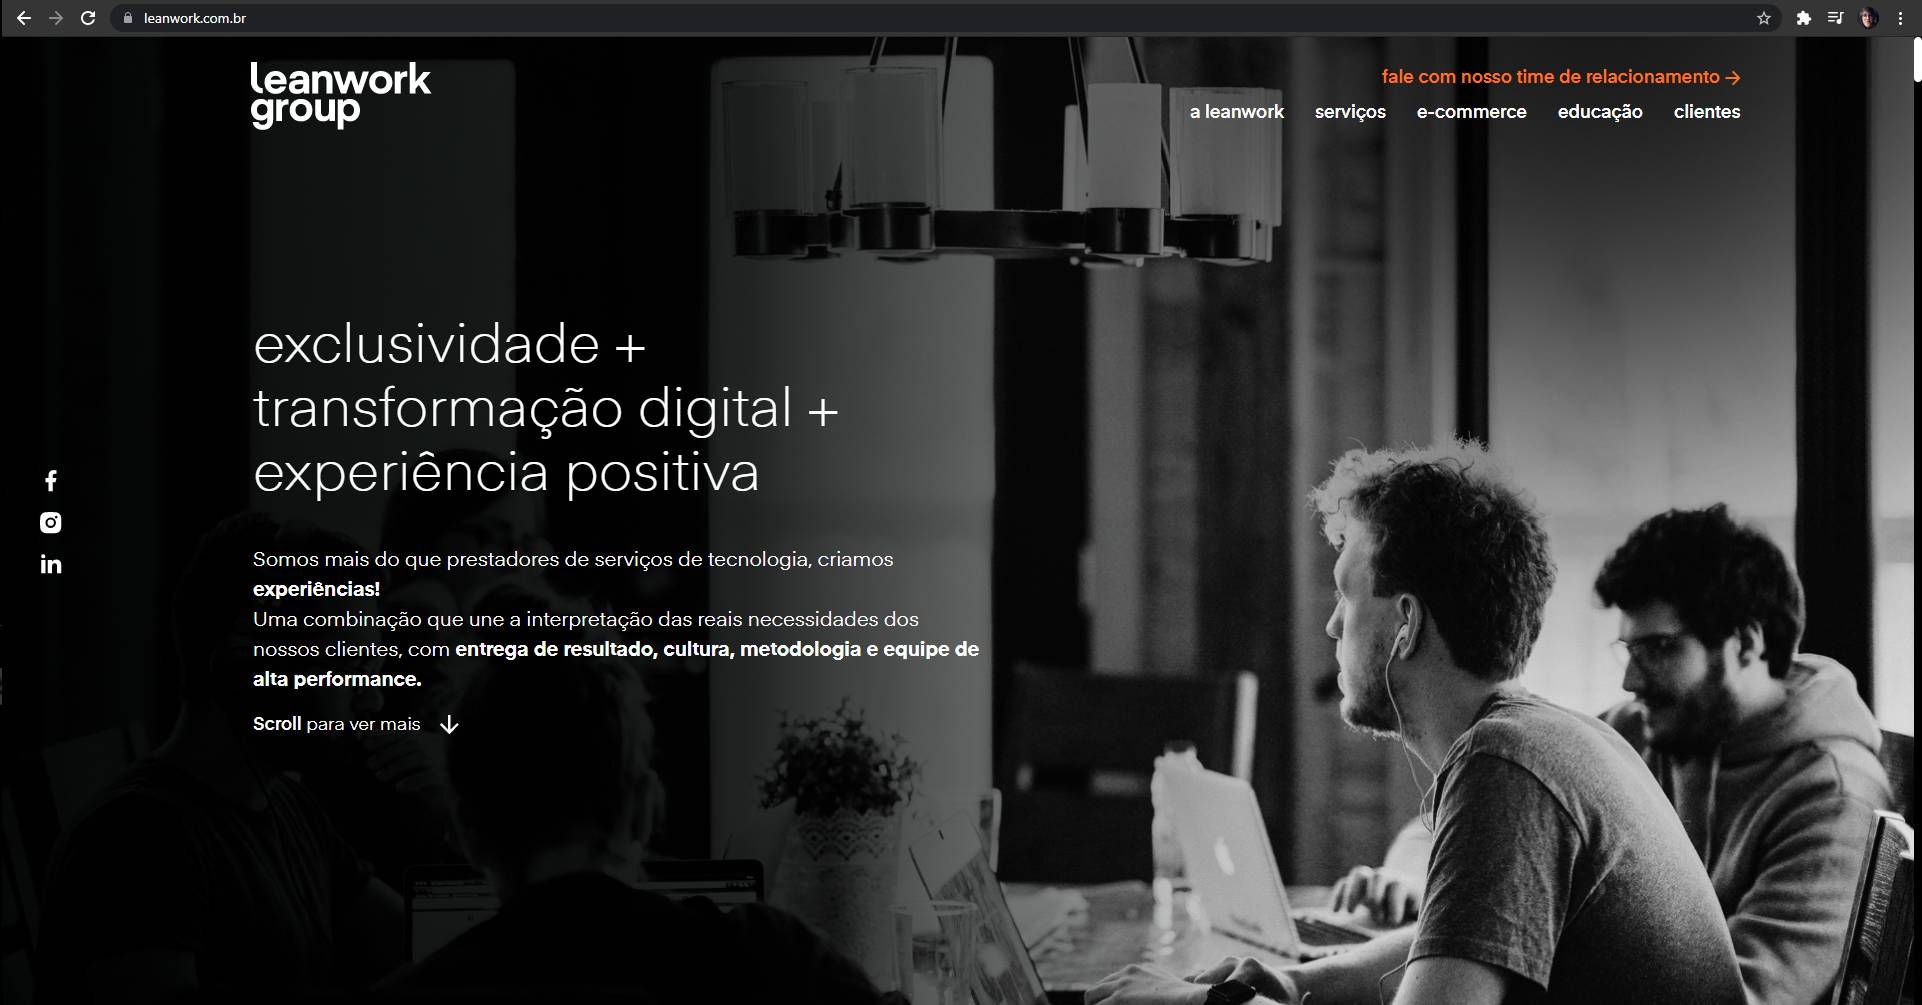 leanwork.com.br
leanwork
group
fale com nosso time de relacionamento →
a leanwork serviços e-commerce educação clientes
exclusividade +
transformação digital +
experiência positiva
Somos mais do que prestadores de serviços de tecnologia, criamos
experiências!
Uma combinação que une a interpretação das reais necessidades dos
nossos clientes, com entrega de resultado, cultura, metodologia e equipe de
alta performance.
Scroll para ver mais ↓